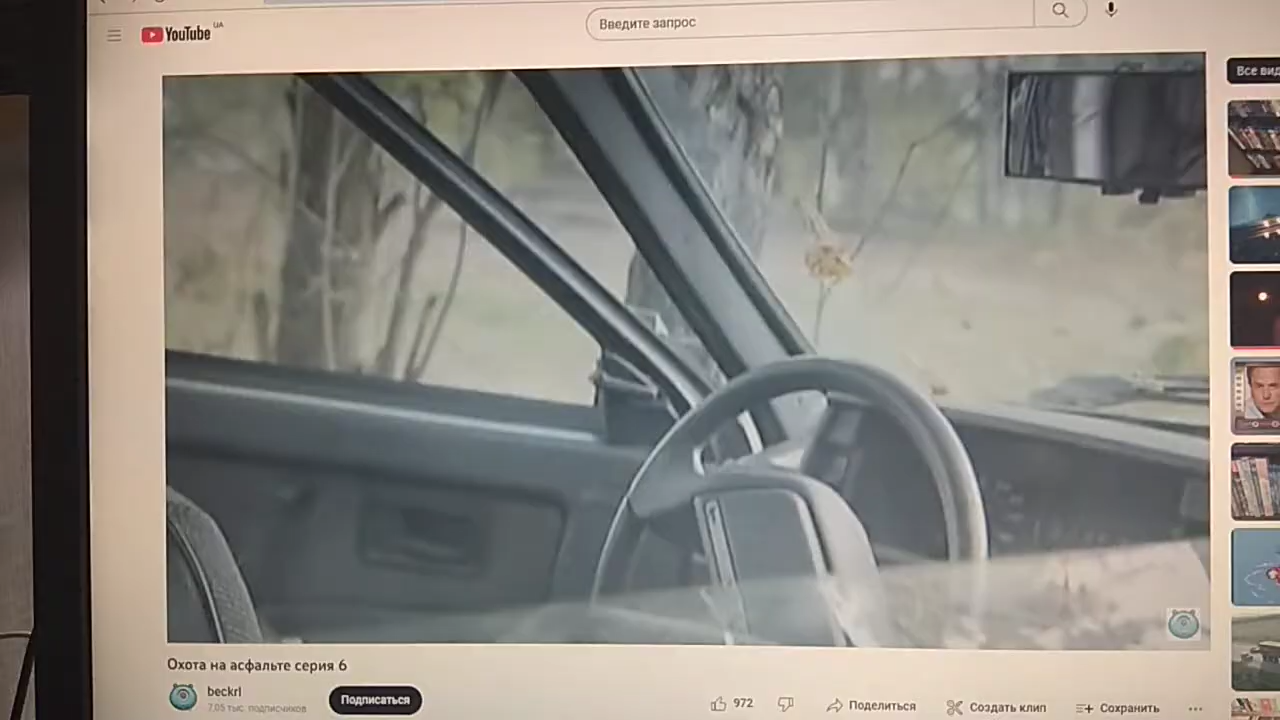 YouTube UA
Введите запрос
Все вид
Охота на асфальте серия 6
beckrl
7,05 тыс. подписчиков
Подписаться
972
Поделиться
Создать клип
Сохранить